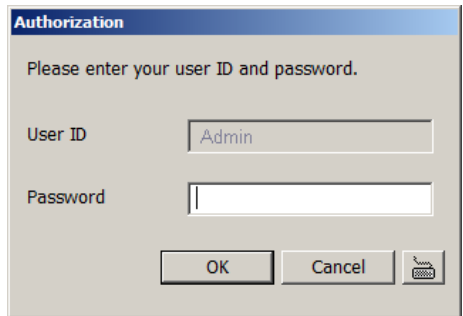 Authorization
Please enter your user ID and password.
User ID
Admin
Password
OK
Cancel